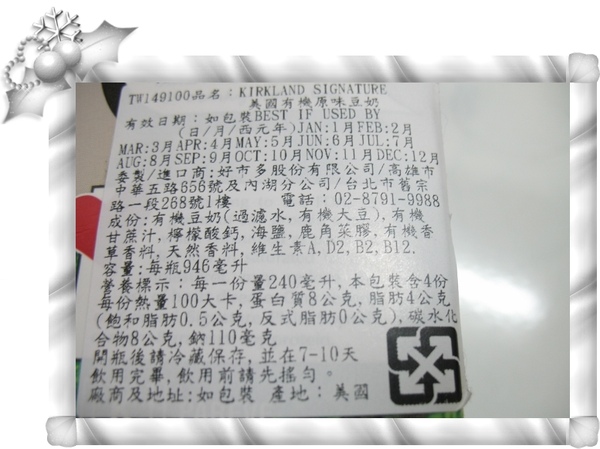 TW149100品名：KIRKLAND SIGNATURE
美國有機原味豆奶
有效日期：如包裝BEST IF USED BY
(日/月/西元年)JAN:1月FEB:2月
MAR:3月APR:4月MAY:5月JUN:6月JUL:7月
AUG:8月SEP:9月OCT:10月NOV:11月DEC:12月
委製/進口商:好市多股份有限公司/高雄市
中華五路656號及內湖分公司/台北市舊宗
路一段268號1樓 電話：02-8791-9988
成份:有機豆奶(過濾水,有機大豆),有機
甘蔗汁,檸檬酸鈣,海鹽,鹿角菜膠,有機香
草香料,天然香料,維生素A,D2,B2,B12.
容量:每瓶946毫升
營養標示：每一份量240毫升,本包裝含4份
每份熱量100大卡,蛋白質8公克,脂肪4公克
(飽和脂肪0.5公克,反式脂肪0公克),碳水化
合物8公克,鈉110毫克
開瓶後請冷藏保存,並在7-10天
飲用完畢,飲用前請先搖勻。
廠商及地址:如包裝 產地：美國